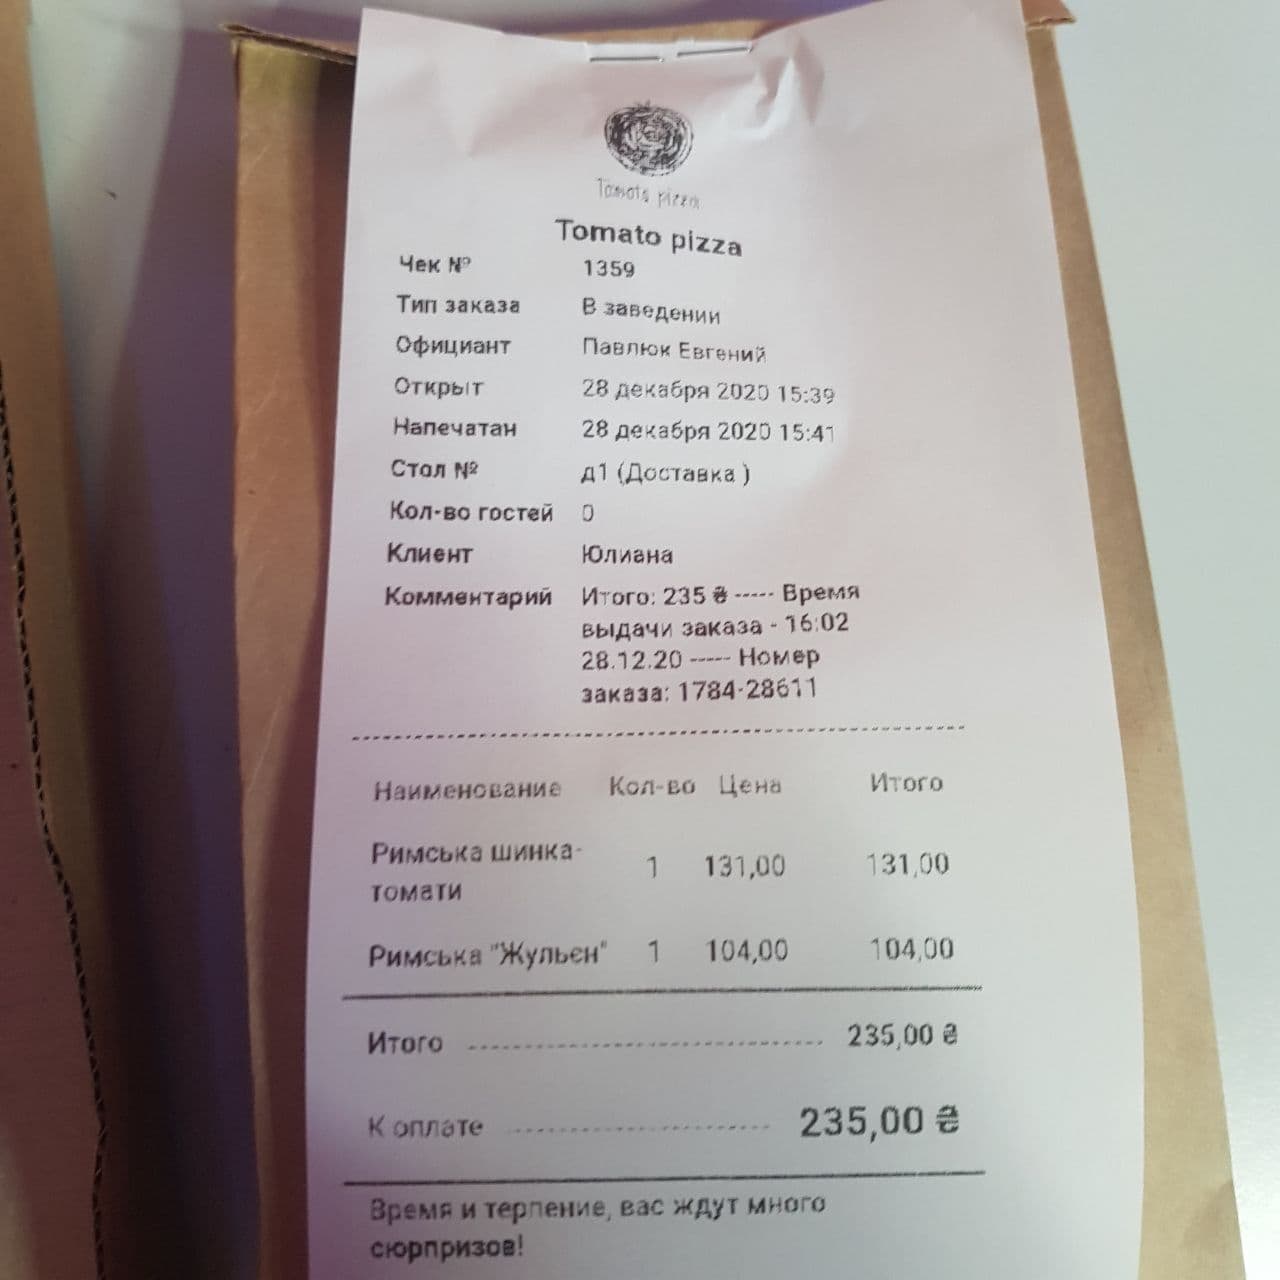 Tomato pizza
Tomato pizza
Чек № 1359
Тип заказа В заведении
Официант Павлюк Евгений
Открыт 28 декабря 2020 15:39
Напечатан 28 декабря 2020 15:41
Стол № д1 (Доставка )
Кол-во гостей 0
Клиент Юлиана
Комментарий Итого: 235 ₴ ----- Время
выдачи заказа - 16:02
28.12.20 ----- Номер
заказа: 1784-28611
Наименование Кол-во Цена Итого
Римська шинка-
томати 1 131,00 131,00
Римська "Жульєн" 1 104,00 104,00
Итого 235,00 ₴
К оплате 235,00 ₴
Время и терпение, вас ждут много
сюрпризов!